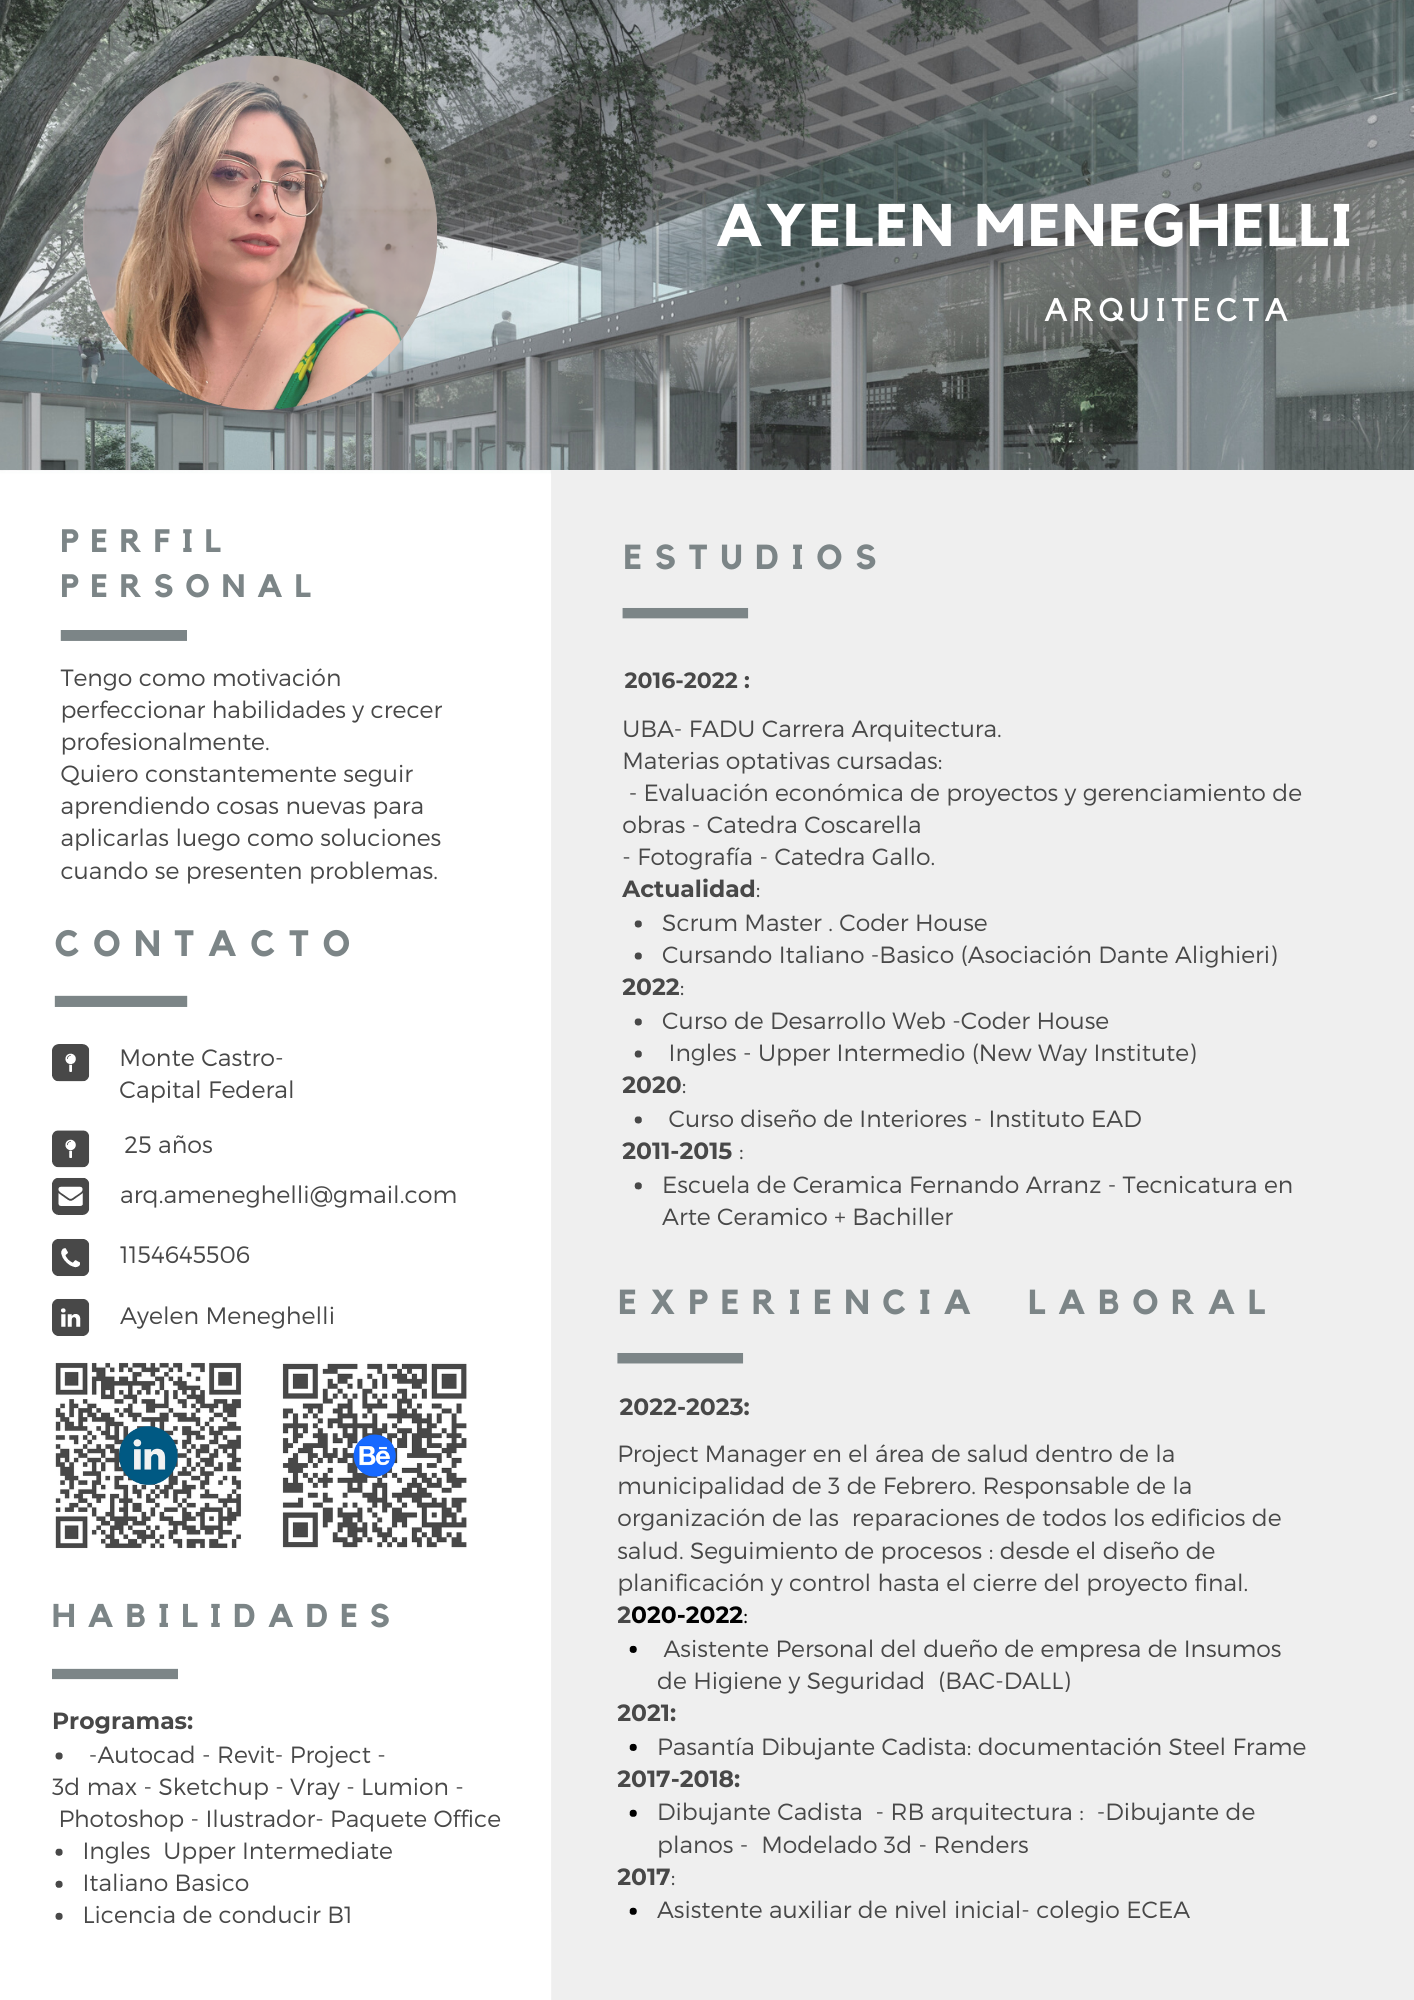 AYELEN MENEGHELLI
ARQUITECTA
PERFIL
PERSONAL
Tengo como motivación
perfeccionar habilidades y crecer
profesionalmente.
Quiero constantemente seguir
aprendiendo cosas nuevas para
aplicarlas luego como soluciones
cuando se presenten problemas.
CONTACTO
Monte Castro-
Capital Federal
25 años
arq.ameneghelli@gmail.com
1154645506
in
Ayelen Meneghelli
in
Bē
HABILIDADES
Programas:
• -Autocad - Revit- Project -
3d max - Sketchup - Vray - Lumion -
Photoshop - Ilustrador- Paquete Office
• Ingles Upper Intermediate
• Italiano Basico
• Licencia de conducir B1
ESTUDIOS
2016-2022 :
UBA- FADU Carrera Arquitectura.
Materias optativas cursadas:
- Evaluación económica de proyectos y gerenciamiento de
obras - Catedra Coscarella
- Fotografía - Catedra Gallo.
Actualidad:
• Scrum Master . Coder House
• Cursando Italiano -Basico (Asociación Dante Alighieri)
2022:
• Curso de Desarrollo Web -Coder House
• Ingles - Upper Intermedio (New Way Institute)
2020:
• Curso diseño de Interiores - Instituto EAD
2011-2015 :
• Escuela de Ceramica Fernando Arranz - Tecnicatura en
Arte Ceramico + Bachiller
EXPERIENCIA LABORAL
2022-2023:
Project Manager en el área de salud dentro de la
municipalidad de 3 de Febrero. Responsable de la
organización de las reparaciones de todos los edificios de
salud. Seguimiento de procesos : desde el diseño de
planificación y control hasta el cierre del proyecto final.
2020-2022:
• Asistente Personal del dueño de empresa de Insumos
de Higiene y Seguridad (BAC-DALL)
2021:
• Pasantía Dibujante Cadista: documentación Steel Frame
2017-2018:
• Dibujante Cadista - RB arquitectura : -Dibujante de
planos - Modelado 3d - Renders
2017:
• Asistente auxiliar de nivel inicial- colegio ECEA